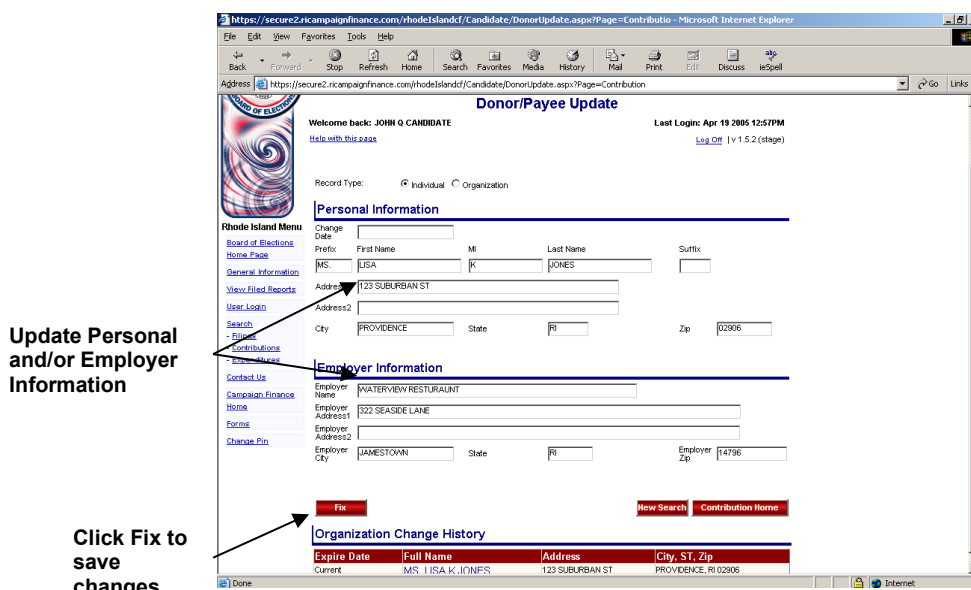 https://secure2.ricampaignfinance.com/rhodeIslandcf/Candidate/DonorUpdate.aspx?Page=Contributio - Microsoft Internet Explorer
File Edit View Favorites Tools Help
Back Forward Stop Refresh Home Search Favorites Media History Mail Print Edit Discuss ieSpell
Address https://secure2.ricampaignfinance.com/rhodeIslandcf/Candidate/DonorUpdate.aspx?Page=Contribution Go Links
BOARD OF ELECTIONS
Donor/Payee Update
Welcome back: JOHN Q CANDIDATE Last Login: Apr 19 2005 12:57PM
Help with this page Log Off | v 1.5.2 (stage)
Record Type: Individual Organization
Personal Information
Rhode Island Menu
Board of Elections
Home Page
General Information
View Filed Reports
User Login
Search
- Filings
- Contributions
- Expenditures
Contact Us
Campaign Finance
Home
Forms
Change Pin
Change
Date
Prefix First Name MI Last Name Suffix
MS. LISA K JONES
Address 123 SUBURBAN ST
Address2
City PROVIDENCE State RI Zip 02906
Update Personal
and/or Employer
Information
Employer Information
Employer
Name WATERVIEW RESTURAUNT
Employer
Address1 322 SEASIDE LANE
Employer
Address2
Employer
City JAMESTOWN State RI Employer
Zip 14796
Fix New Search Contribution Home
Click Fix to
save
changes
Organization Change History
Expire Date Full Name Address City, ST, Zip
Current MS. LISA K JONES 123 SUBURBAN ST PROVIDENCE, RI 02906
Done Internet